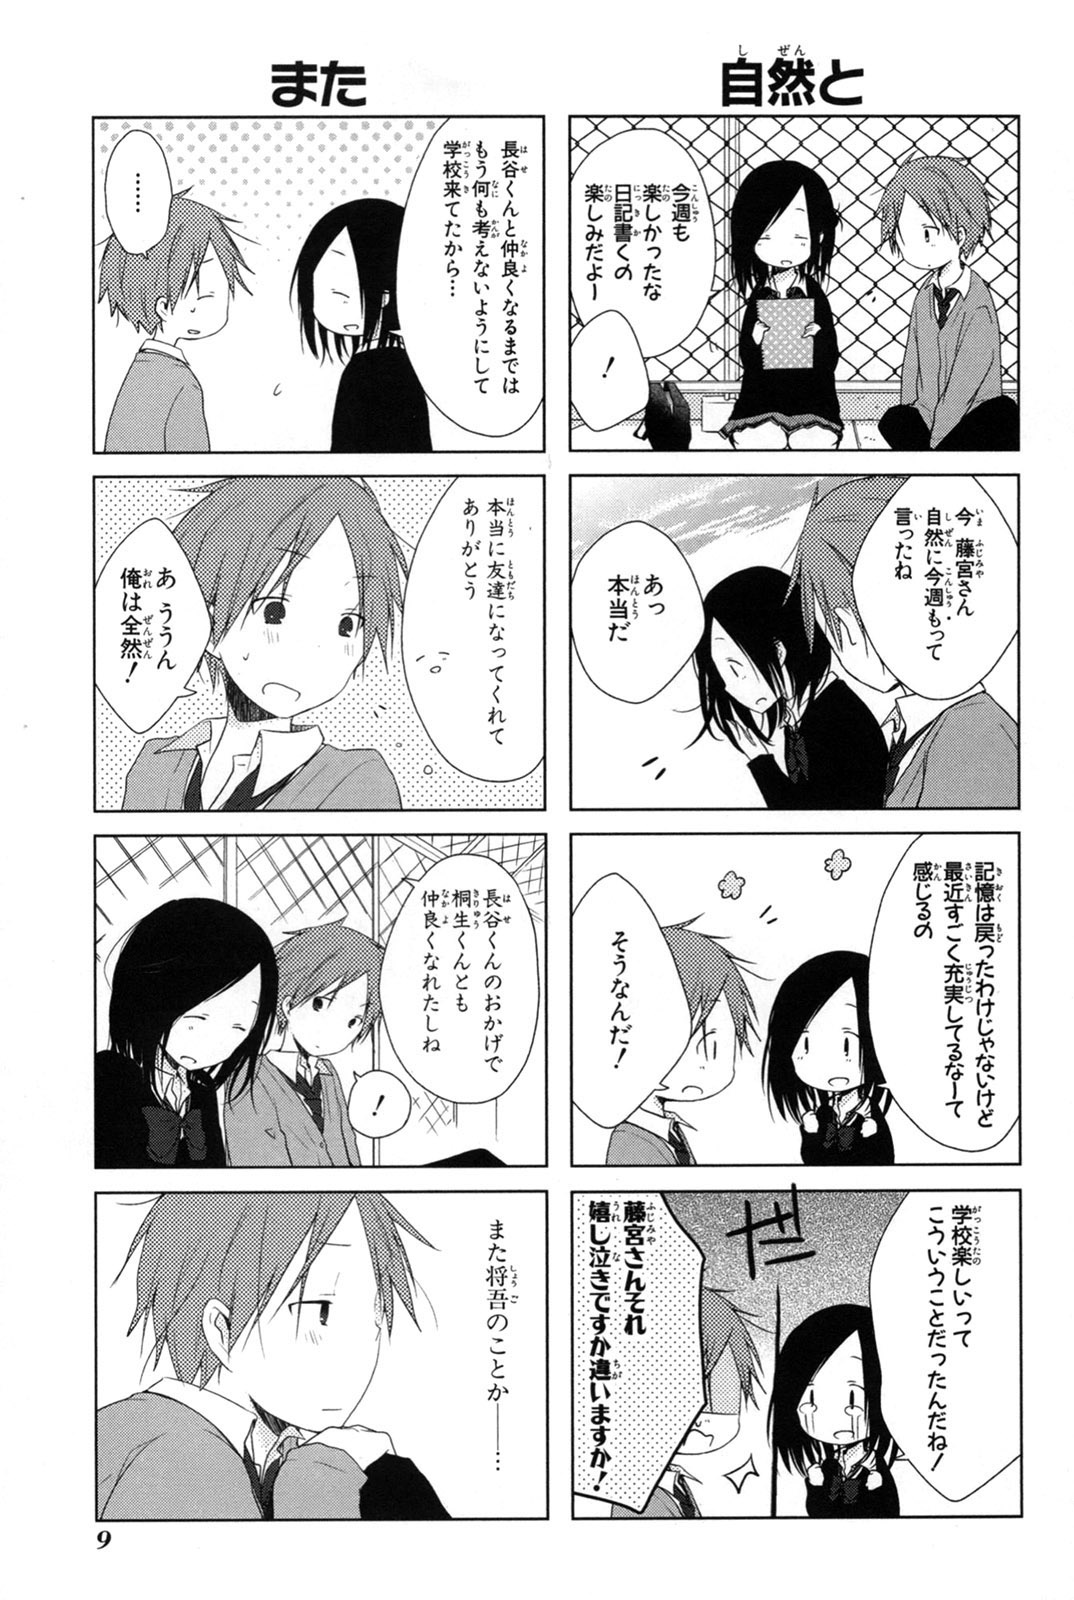 自然と
今週も
楽しかったな
日記書くの
楽しみだよー
!
今 藤宮さん
自然に今週もって
言ったね
あっ
本当だ
記憶は戻ったわけじゃないけど
最近すごく充実してるなーて
感じるの
そうなんだ!
学校楽しいって
こういうことだったんだね!
藤宮さんそれ
嬉し泣きですか違いますか!
また
長谷くんと仲良くなるまでは
もう何も考えないようにして
学校来てたから…
……
本当に友達になってくれて
ありがとう
あ ううん
俺は全然!
長谷くんのおかげで
桐生くんとも
仲良くなれたしね
!
また将吾のことか――…
9